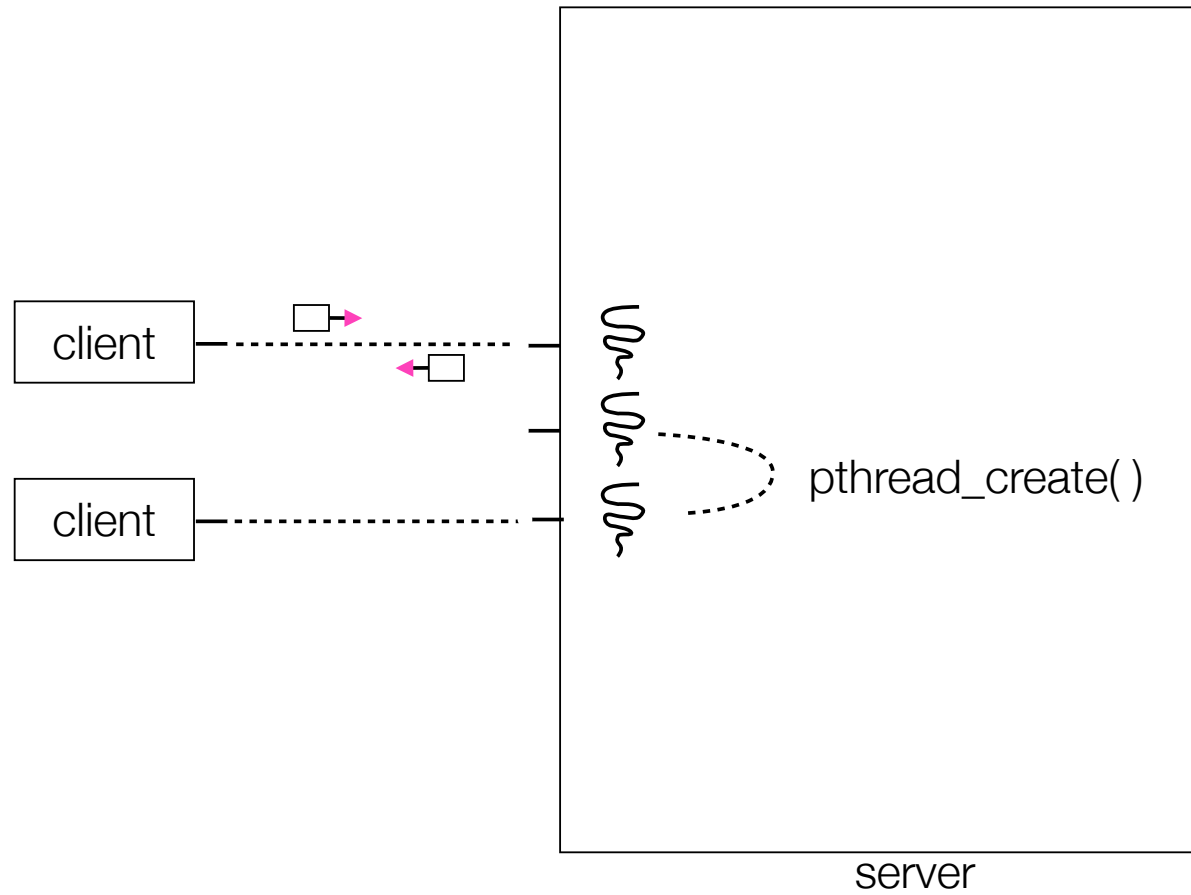 client
client
pthread_create( )
server